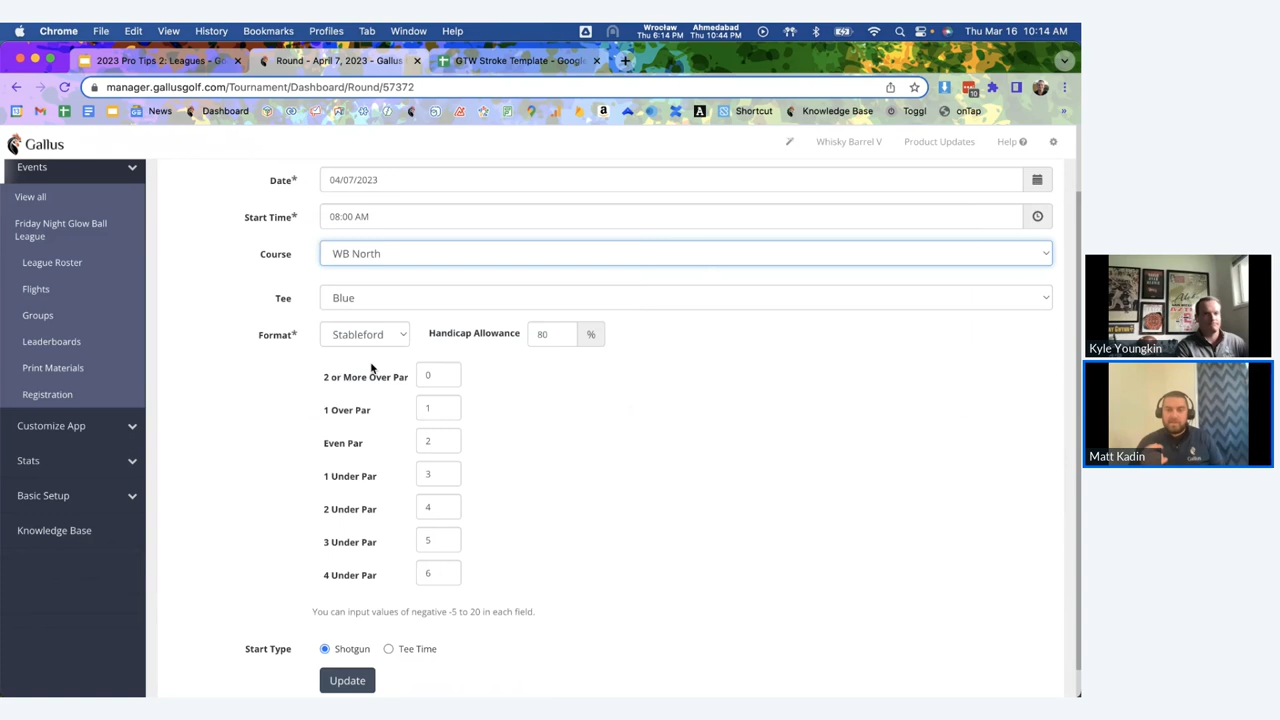 Chrome File Edit View History Bookmarks Profiles Tab Window Help Wrocław Thu 6:14 PM Ahmedabad Thu 10:44 PM Thu Mar 16 10:14 AM
2023 Pro Tips 2: Leagues - Go Round - April 7, 2023 - Gallus GTW Stroke Template - Google
manager.gallusgolf.com/Tournament/Dashboard/Round/57372
News Dashboard Shortcut Knowledge Base Toggl onTap
Gallus Whisky Barrel V Product Updates Help
Events
View all
Friday Night Glow Ball
League
League Roster
Flights
Groups
Leaderboards
Print Materials
Registration
Customize App
Stats
Basic Setup
Knowledge Base
Date* 04/07/2023
Start Time* 08:00 AM
Course WB North
Tee Blue
Format* Stableford Handicap Allowance 80 %
2 or More Over Par 0
1 Over Par 1
Even Par 2
1 Under Par 3
2 Under Par 4
3 Under Par 5
4 Under Par 6
You can input values of negative -5 to 20 in each field.
Start Type Shotgun Tee Time
Update
Kyle Youngkin
Gallus
Matt Kadin